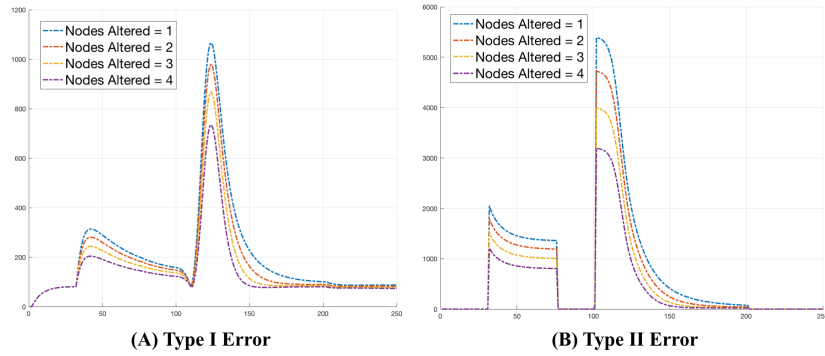 1200
1000
800
600
400
200
0
0
50
100
150
200
250
Nodes Altered = 1
Nodes Altered = 2
Nodes Altered = 3
Nodes Altered = 4
(A) Type I Error
6000
5000
4000
3000
2000
1000
0
0
50
100
150
200
250
Nodes Altered = 1
Nodes Altered = 2
Nodes Altered = 3
Nodes Altered = 4
(B) Type II Error